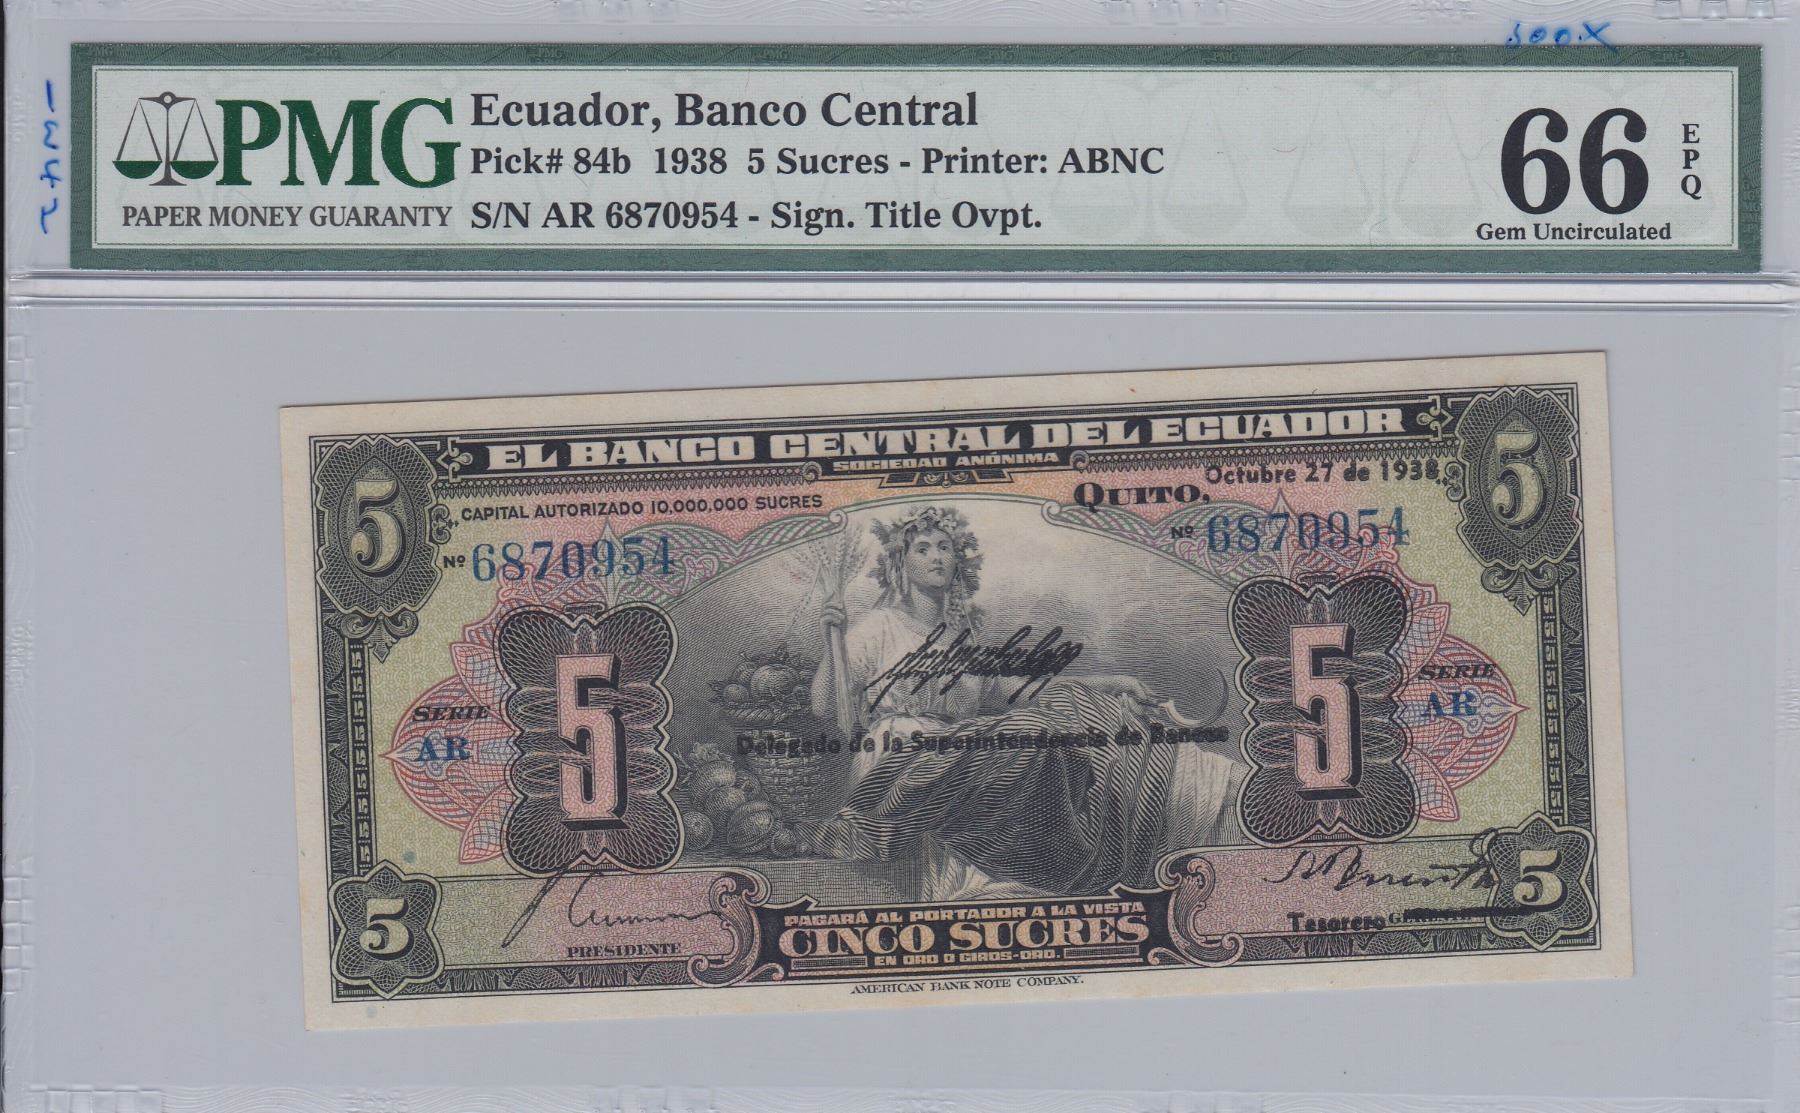 500.X
PMG
PAPER MONEY GUARANTY
Ecuador, Banco Central
Pick# 84b 1938 5 Sucres - Printer: ABNC
S/N AR 6870954 - Sign. Title Ovpt.
66
EPQ
Gem Uncirculated
EL BANCO CENTRAL DEL ECUADOR
SOCIEDAD ANÓNIMA
5
5
CAPITAL AUTORIZADO 10,000,000 SUCRES
QUITO, Octubre 27 de 1938
Nº 6870954
Nº 6870954
5
5
SERIE
AR
SERIE
AR
Delegado de la Superintendencia de Bancos
5
5
PRESIDENTE
PAGARÁ AL PORTADOR A LA VISTA
CINCO SUCRES
EN ORO O GIROS-ORO.
Tesorero
AMERICAN BANK NOTE COMPANY.